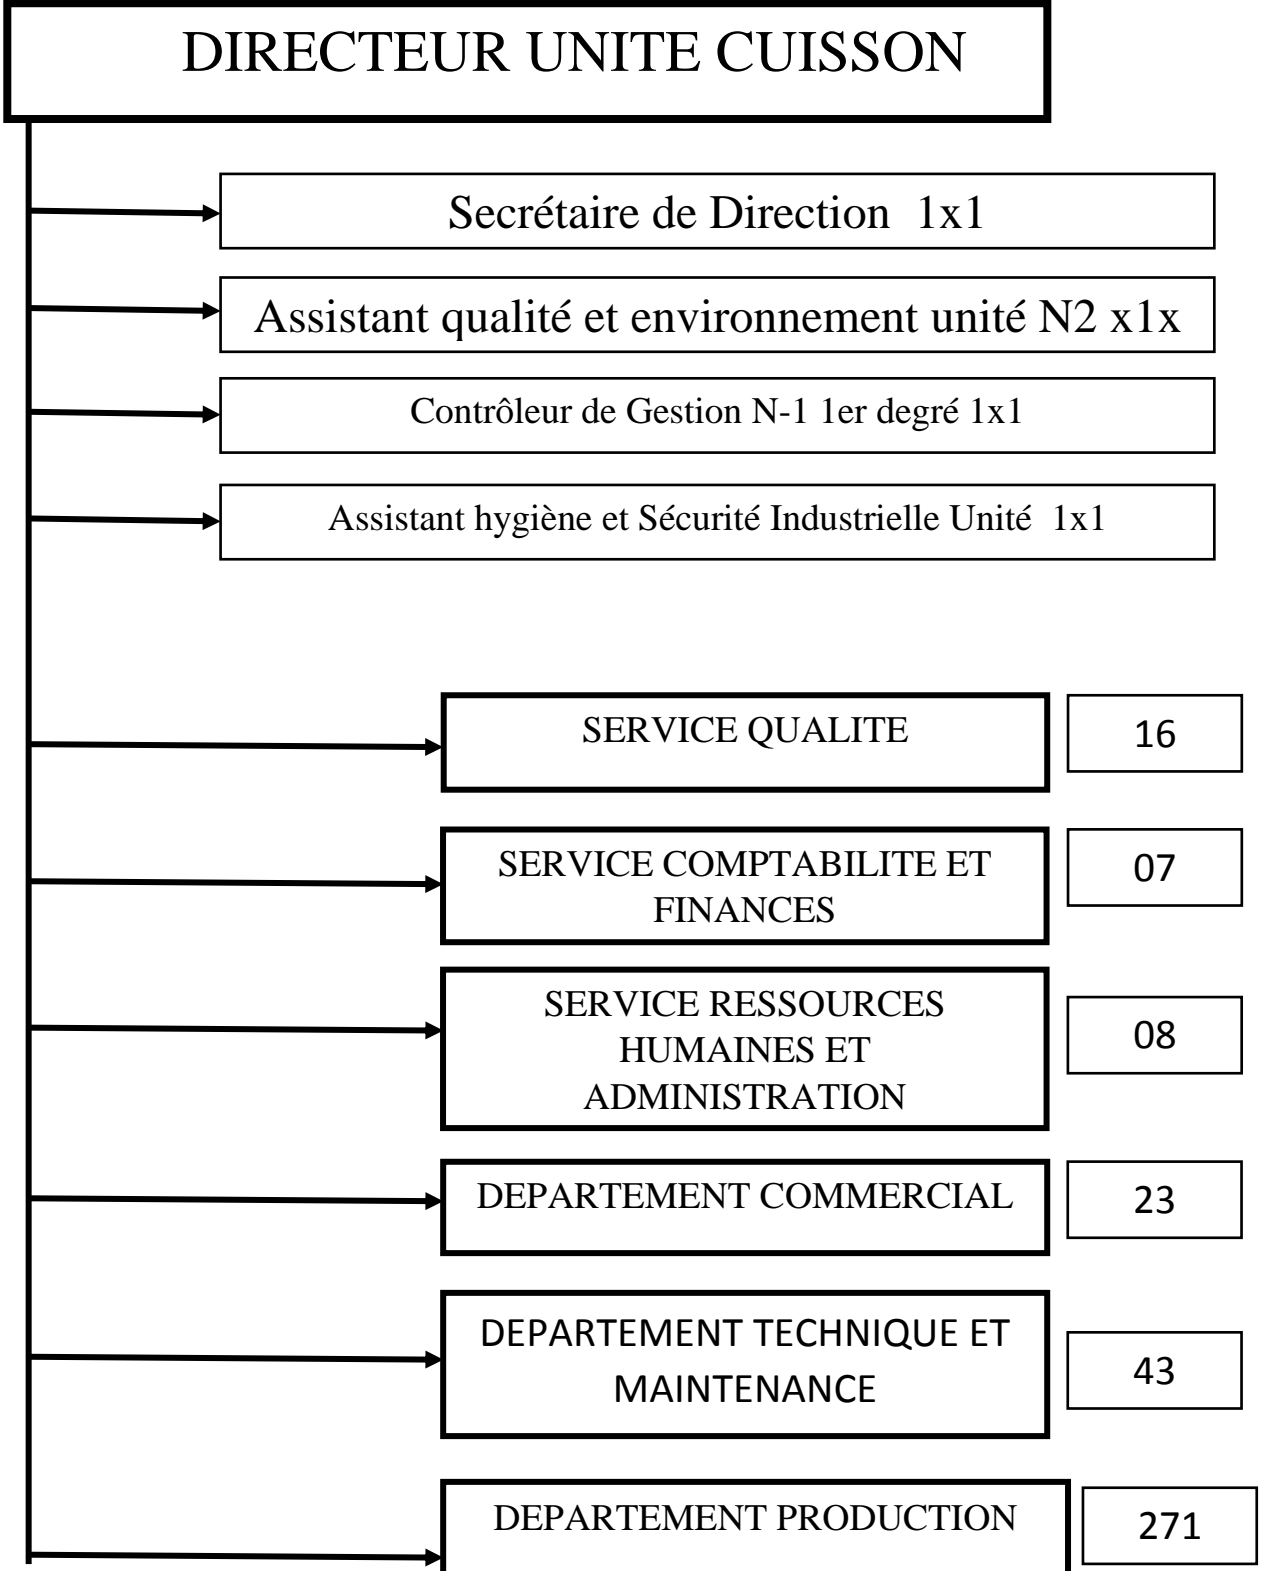 DIRECTEUR UNITE CUISSON
Secrétaire de Direction 1x1
Assistant qualité et environnement unité N2 x1x
Contrôleur de Gestion N-1 1er degré 1x1
Assistant hygiène et Sécurité Industrielle Unité 1x1
SERVICE QUALITE
16
SERVICE COMPTABILITE ET
FINANCES
07
SERVICE RESSOURCES
HUMAINES ET
ADMINISTRATION
08
DEPARTEMENT COMMERCIAL
23
DEPARTEMENT TECHNIQUE ET
MAINTENANCE
43
DEPARTEMENT PRODUCTION
271